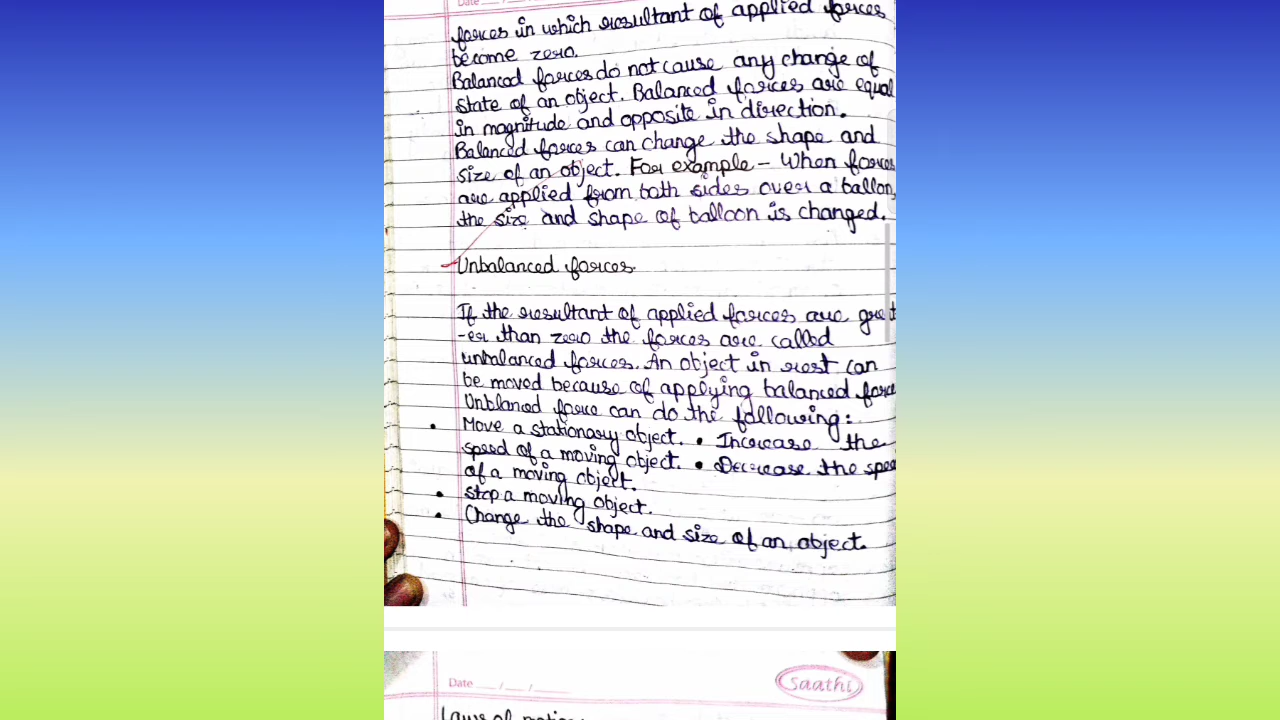 Date
forces in which resultant of applied forces
become zero.
Balanced forces do not cause any change of
state of an object. Balanced forces are equal
in magnitude and opposite in direction.
Balanced forces can change the shape and
size of an object. For example - When forces
are applied from both sides over a ballon,
the size and shape of balloon is changed.
Unbalanced forces.
If the resultant of applied forces are great
-er than zero the forces are called
unbalanced forces. An object in rest can
be moved because of applying balanced force
Unblanced force can do the following:
• Move a stationary object. • Increase the
speed of a moving object. • Decrease the spee
of a moving object.
• Stop a moving object.
• Change the shape and size of an object.
Date
Saathi
Laws of motion